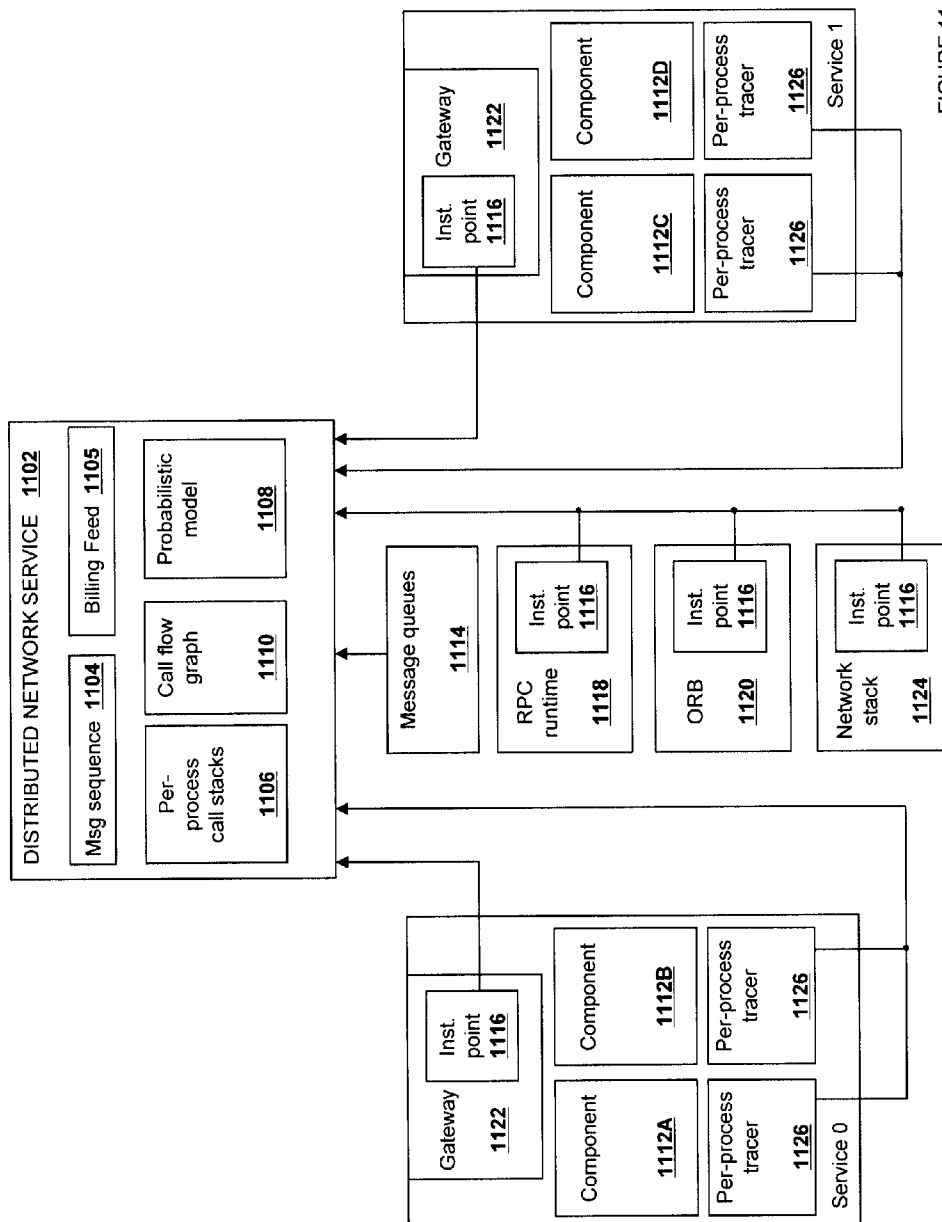 DISTRIBUTED NETWORK SERVICE 1102
Msg sequence 1104
Billing Feed 1105
Per-
process
call stacks
1106
Call flow
graph
1110
Probabilistic
model
1108
Gateway
1122
Inst.
point
1116
Component
1112A
Component
1112B
Per-process
tracer
1126
Per-process
tracer
1126
Service 0
Message queues
1114
RPC
runtime
1118
Inst.
point
1116
ORB
1120
Inst.
point
1116
Network
stack
1124
Inst.
point
1116
Inst.
point
1116
Gateway
1122
Component
1112C
Component
1112D
Per-process
tracer
1126
Per-process
tracer
1126
Service 1
FIGURE 11